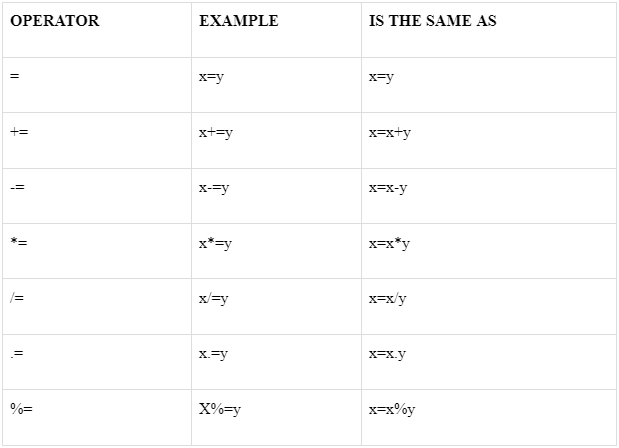 OPERATOR EXAMPLE IS THE SAME AS
= x=y x=y
+= x+=y x=x+y
-= x-=y x=x-y
*= x*=y x=x*y
/= x/=y x=x/y
.= x.=y x=x.y
%= X%=y x=x%y